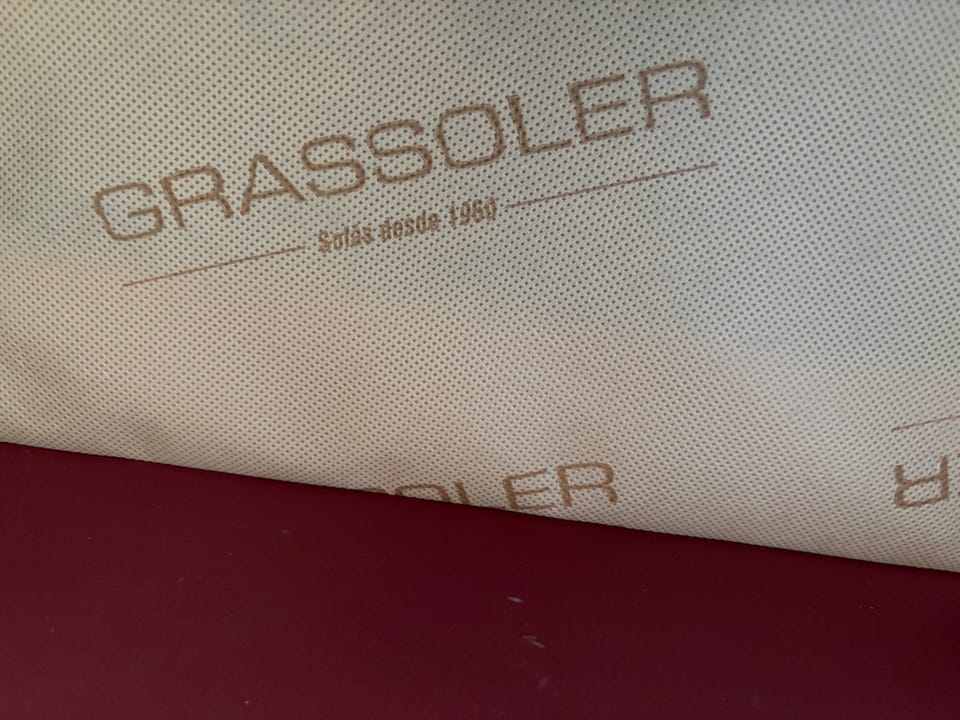 GRASSOLER
Sofás desde 1960
OLER
R